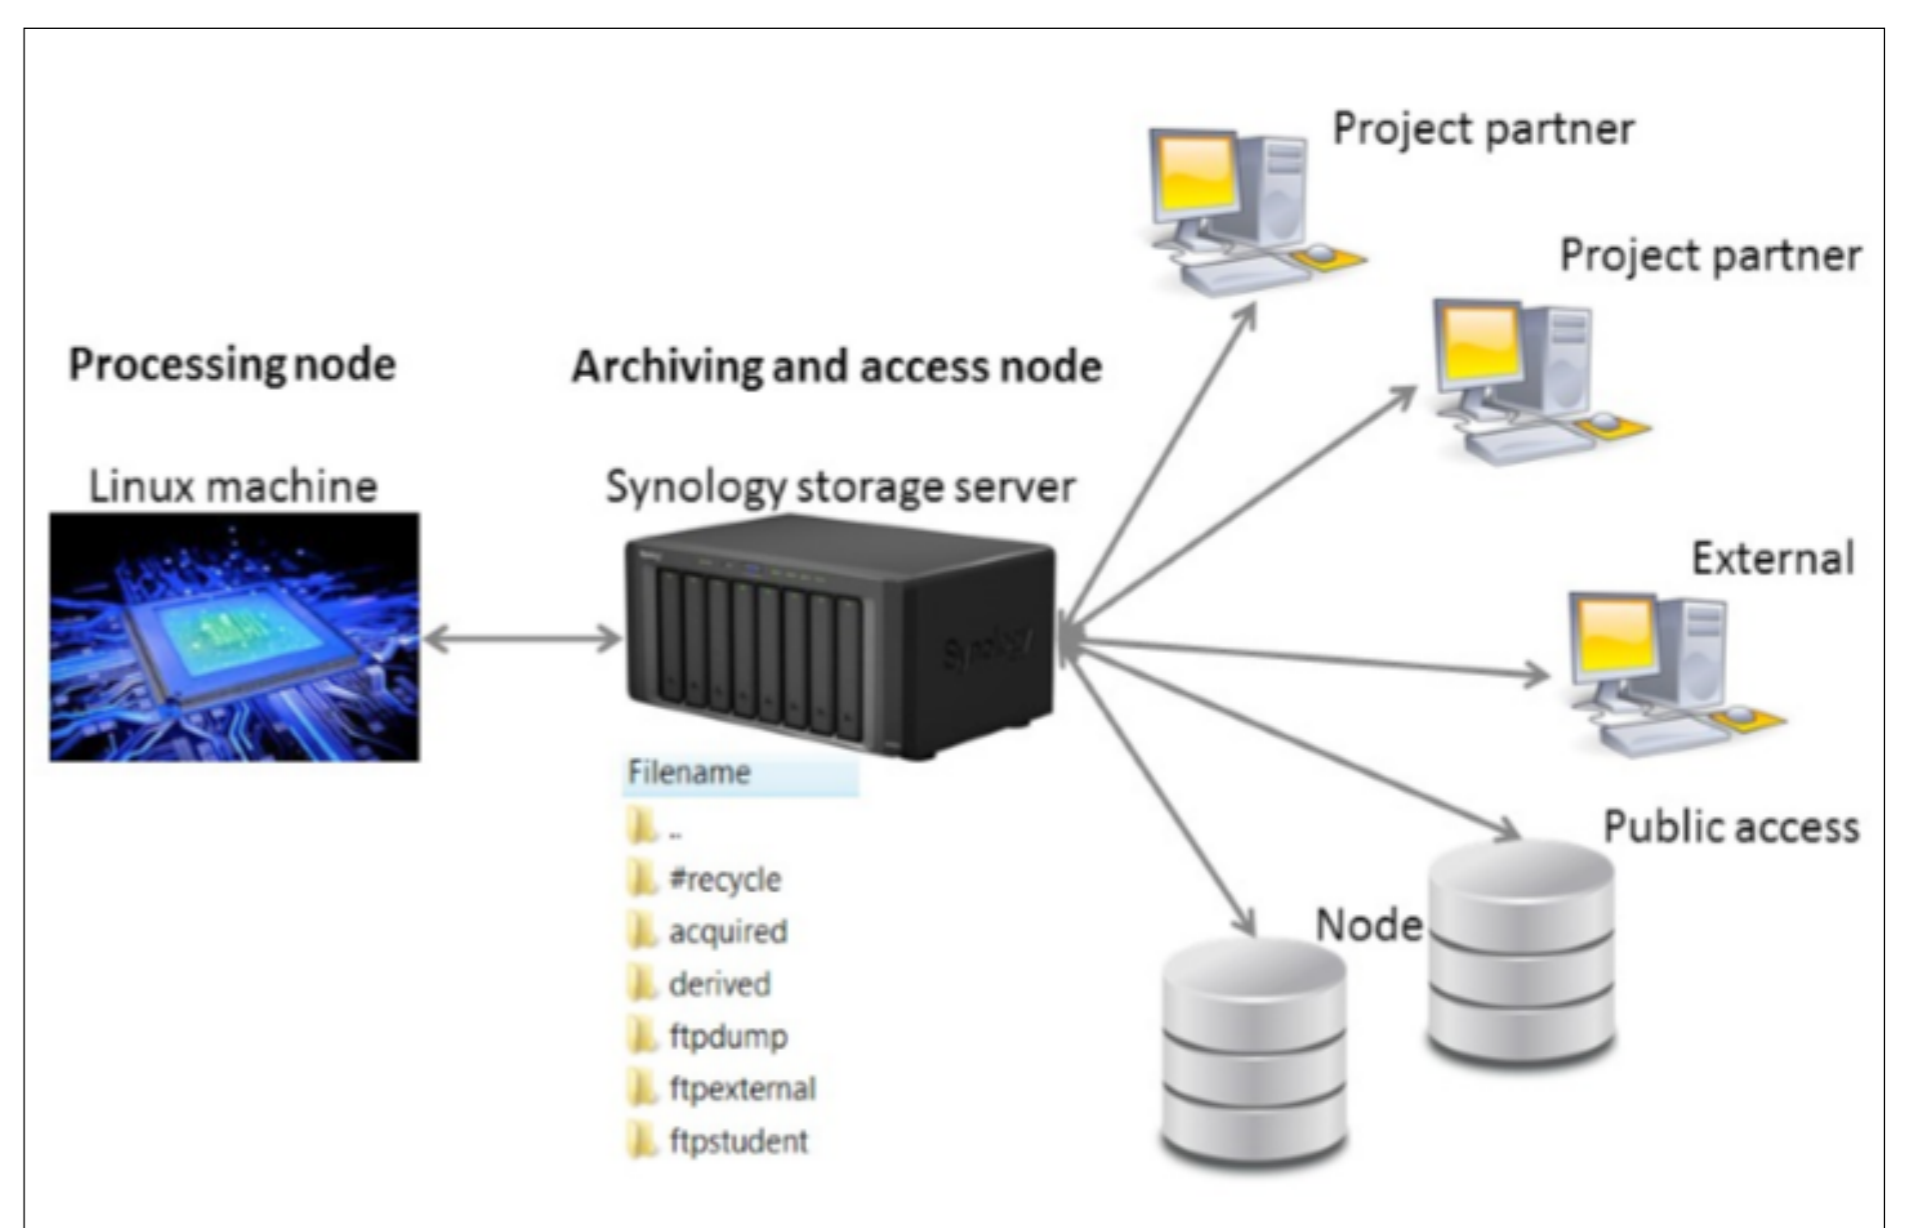 Project partner
Project partner
Processing node
Archiving and access node
Linux machine
Synology storage server
External
Synology
Filename
..
#recycle
acquired
derived
ftpdump
ftpexternal
ftpstudent
Public access
Node